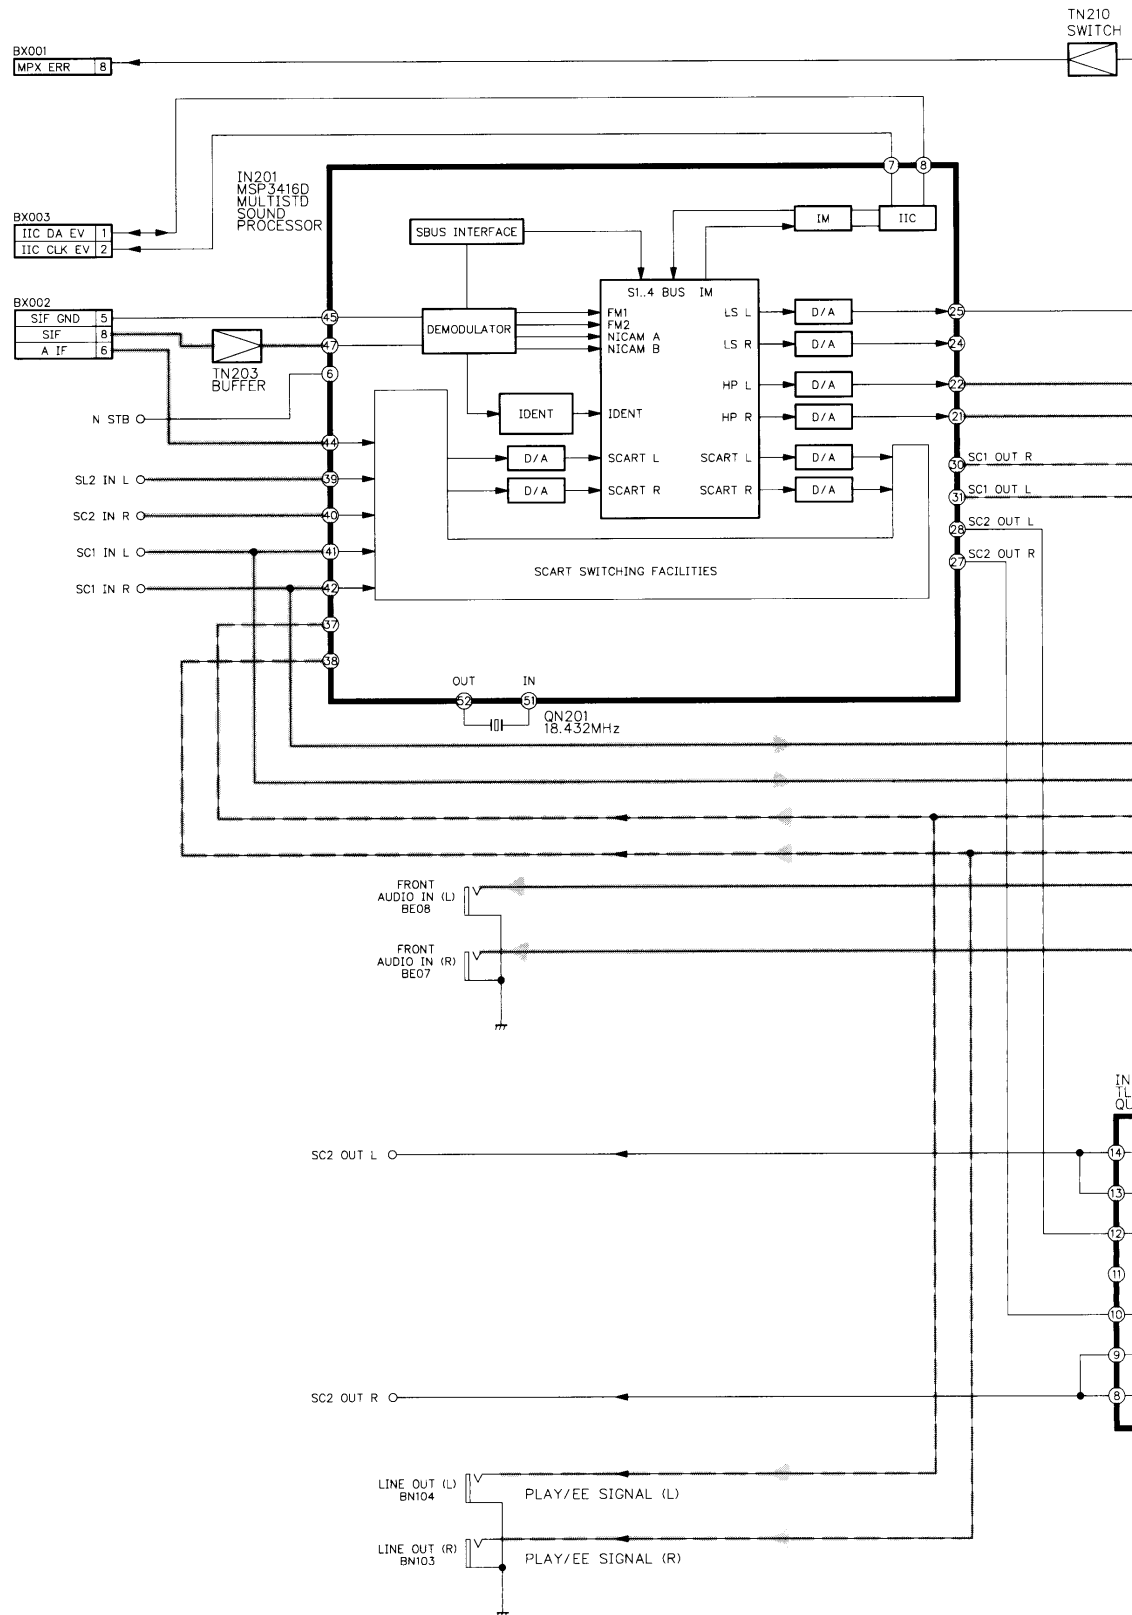 TN210
SWITCH
BX001
MPX ERR 8
7 8
IN201
MSP3416D
MULTISTD
SOUND
PROCESSOR
BX003
IIC DA EV 1
IIC CLK EV 2
SBUS INTERFACE
IM
IIC
S1..4 BUS IM
BX002
SIF GND 5
SIF 8
A IF 6
TN203
BUFFER
45
47
6
DEMODULATOR
FM1
FM2
NICAM A
NICAM B
LS L D/A 25
LS R D/A 24
HP L D/A 22
HP R D/A 21
N STB
IDENT
IDENT
44
D/A SCART L SCART L D/A
D/A SCART R SCART R D/A
30 SC1 OUT R
31 SC1 OUT L
28 SC2 OUT L
27 SC2 OUT R
SL2 IN L 39
SC2 IN R 40
SC1 IN L 41
SC1 IN R 42
37
38
SCART SWITCHING FACILITIES
OUT IN
52 51
QN201
18.432MHz
FRONT
AUDIO IN (L)
BE08
FRONT
AUDIO IN (R)
BE07
IN
TL
QU
SC2 OUT L
14
13
12
11
10
9
8
SC2 OUT R
LINE OUT (L)
BN104
PLAY/EE SIGNAL (L)
LINE OUT (R)
BN103
PLAY/EE SIGNAL (R)